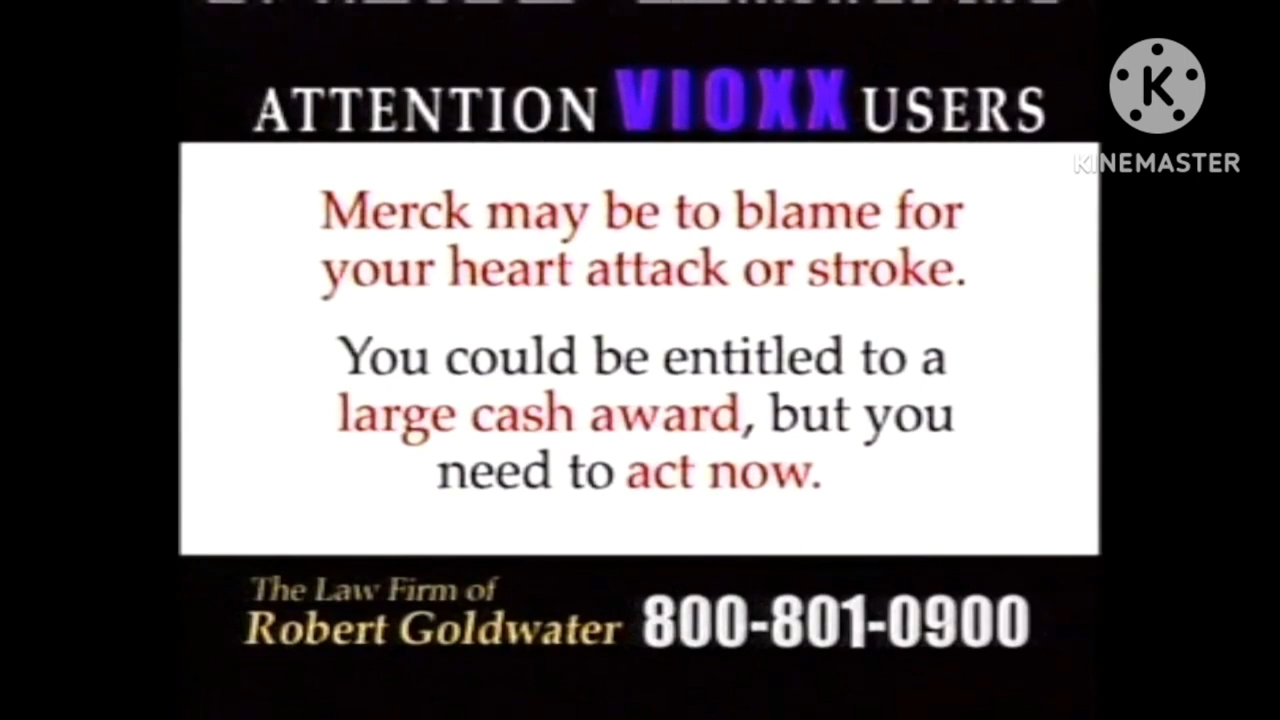 ATTENTION VIOXX USERS
KINEMASTER
Merck may be to blame for
your heart attack or stroke.
You could be entitled to a
large cash award, but you
need to act now.
The Law Firm of
Robert Goldwater 800-801-0900